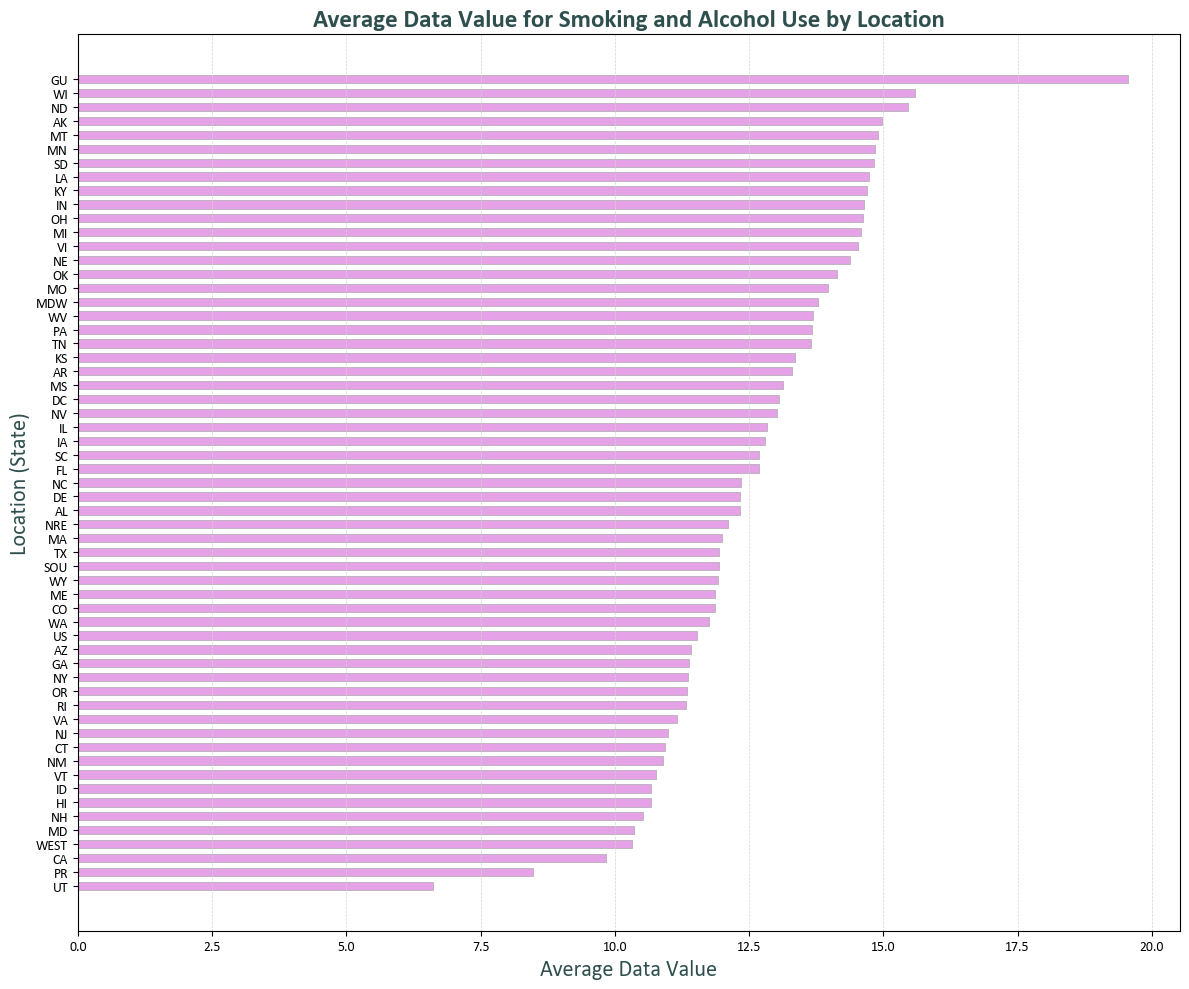 Average Data Value for Smoking and Alcohol Use by Location
GU
WI
ND
AK
MT
MN
SD
LA
KY
IN
OH
MI
VI
NE
OK
MO
MDW
WV
PA
TN
KS
AR
MS
DC
NV
IL
IA
SC
FL
NC
DE
AL
NRE
MA
TX
SOU
WY
ME
CO
WA
US
AZ
GA
NY
OR
RI
VA
NJ
CT
NM
VT
ID
HI
NH
MD
WEST
CA
PR
UT
Location (State)
0.0 2.5 5.0 7.5 10.0 12.5 15.0 17.5 20.0
Average Data Value